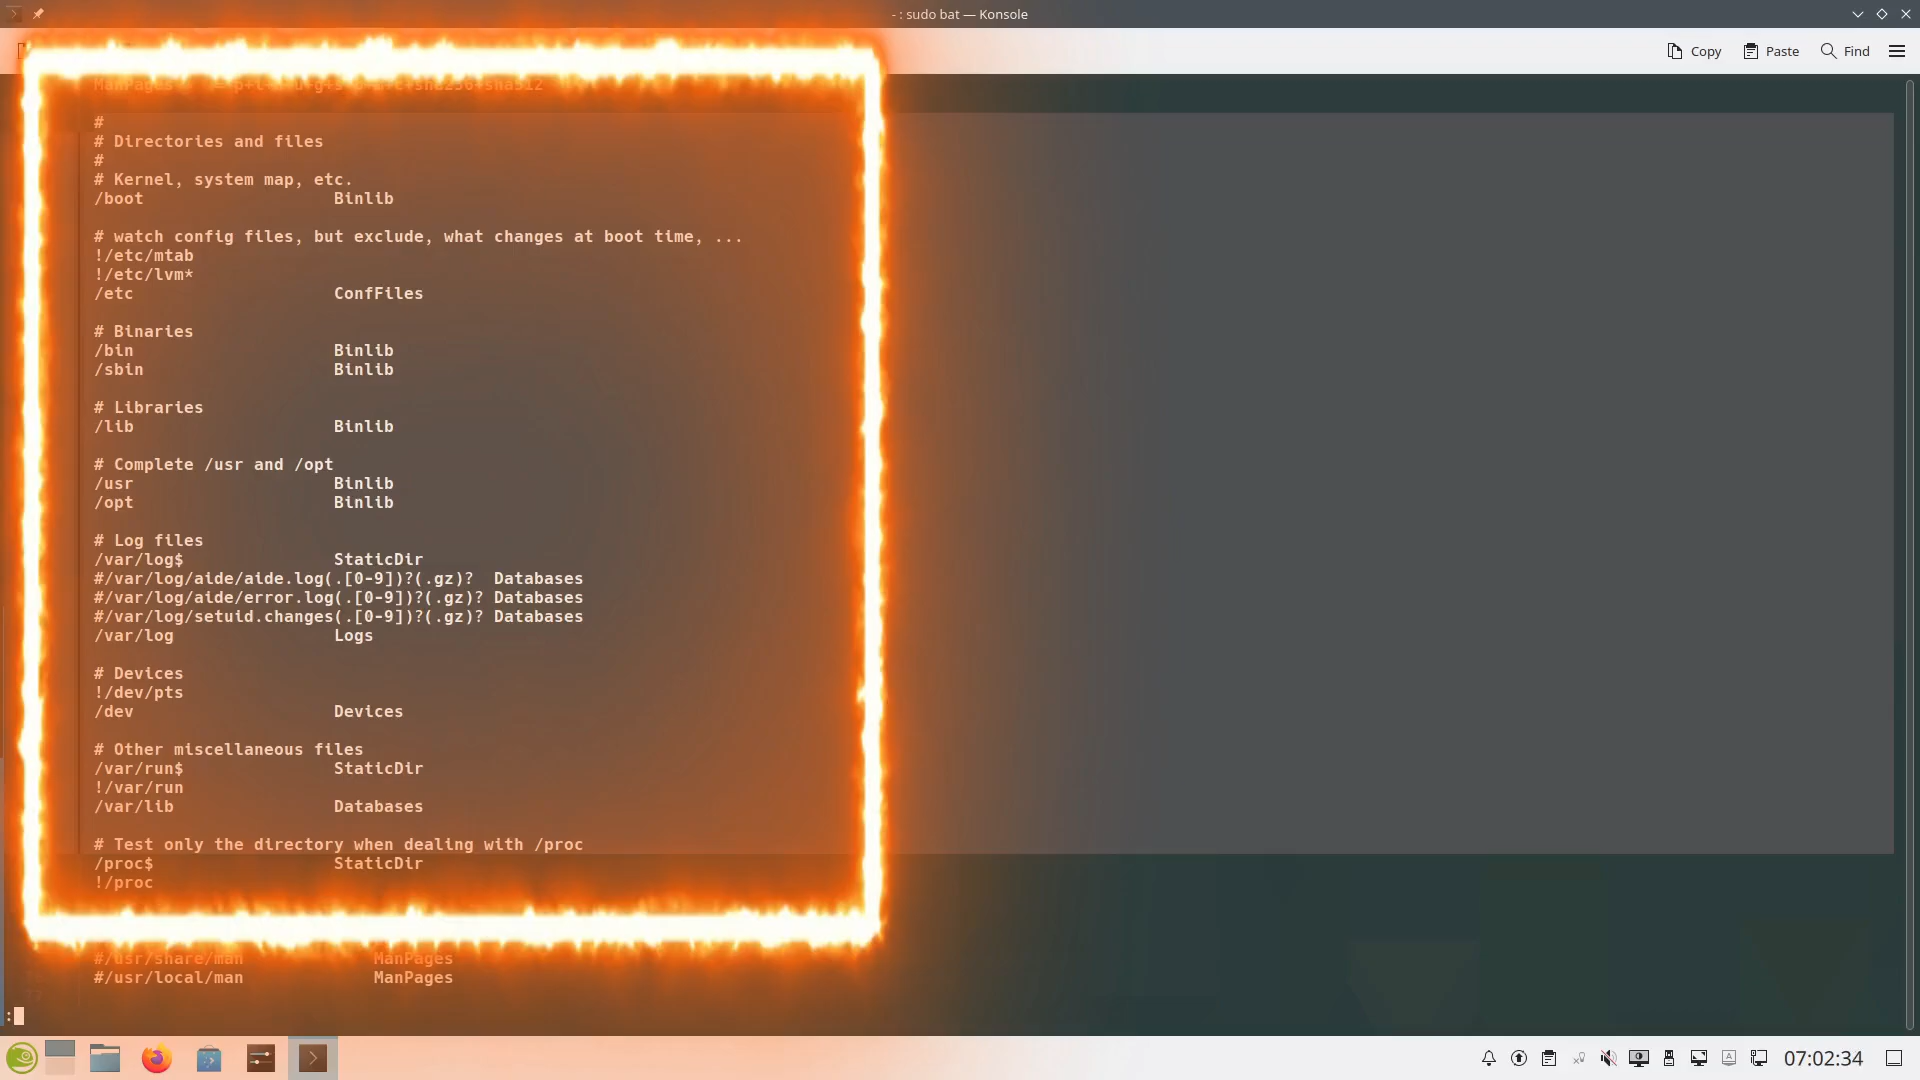 - : sudo bat — Konsole
Copy
Paste
Find
#
# Directories and files
#
# Kernel, system map, etc.
/boot Binlib
# watch config files, but exclude, what changes at boot time, ...
!/etc/mtab
!/etc/lvm*
/etc ConfFiles
# Binaries
/bin Binlib
/sbin Binlib
# Libraries
/lib Binlib
# Complete /usr and /opt
/usr Binlib
/opt Binlib
# Log files
/var/log$ StaticDir
#/var/log/aide/aide.log(.[0-9])?(.gz)? Databases
#/var/log/aide/error.log(.[0-9])?(.gz)? Databases
#/var/log/setuid.changes(.[0-9])?(.gz)? Databases
/var/log Logs
# Devices
!/dev/pts
/dev Devices
# Other miscellaneous files
/var/run$ StaticDir
!/var/run
/var/lib Databases
# Test only the directory when dealing with /proc
/proc$ StaticDir
!/proc
#/usr/share/man ManPages
#/usr/local/man ManPages
:
07:02:34